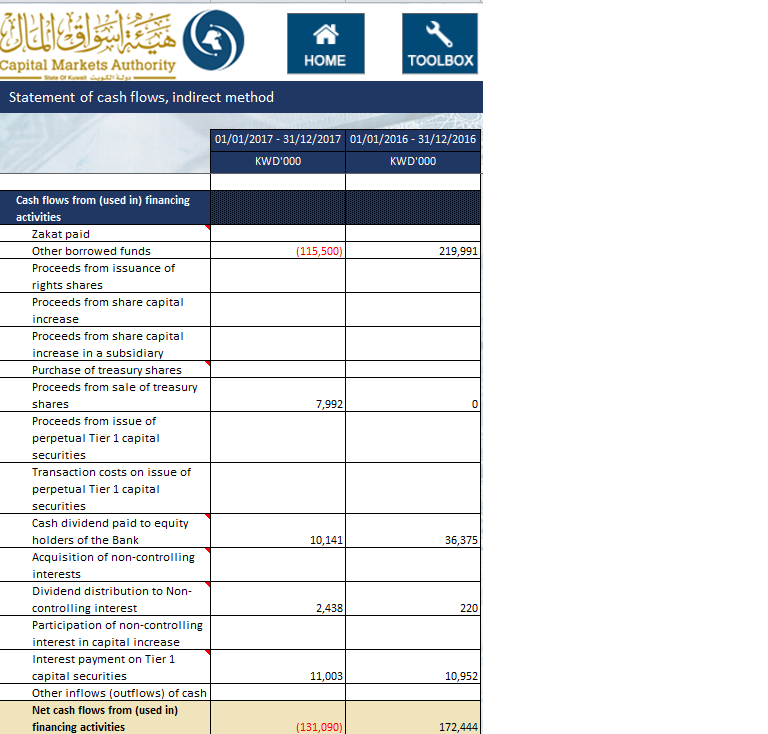 هيئة أسواق المال
Capital Markets Authority
State Of Kuwait دولة الكويت
HOME
TOOLBOX
Statement of cash flows, indirect method
01/01/2017 - 31/12/2017 01/01/2016 - 31/12/2016
KWD'000 KWD'000
Cash flows from (used in) financing
activities
Zakat paid
Other borrowed funds (115,500) 219,991
Proceeds from issuance of
rights shares
Proceeds from share capital
increase
Proceeds from share capital
increase in a subsidiary
Purchase of treasury shares
Proceeds from sale of treasury
shares 7,992 0
Proceeds from issue of
perpetual Tier 1 capital
securities
Transaction costs on issue of
perpetual Tier 1 capital
securities
Cash dividend paid to equity
holders of the Bank 10,141 36,375
Acquisition of non-controlling
interests
Dividend distribution to Non-
controlling interest 2,438 220
Participation of non-controlling
interest in capital increase
Interest payment on Tier 1
capital securities 11,003 10,952
Other inflows (outflows) of cash
Net cash flows from (used in)
financing activities (131,090) 172,444